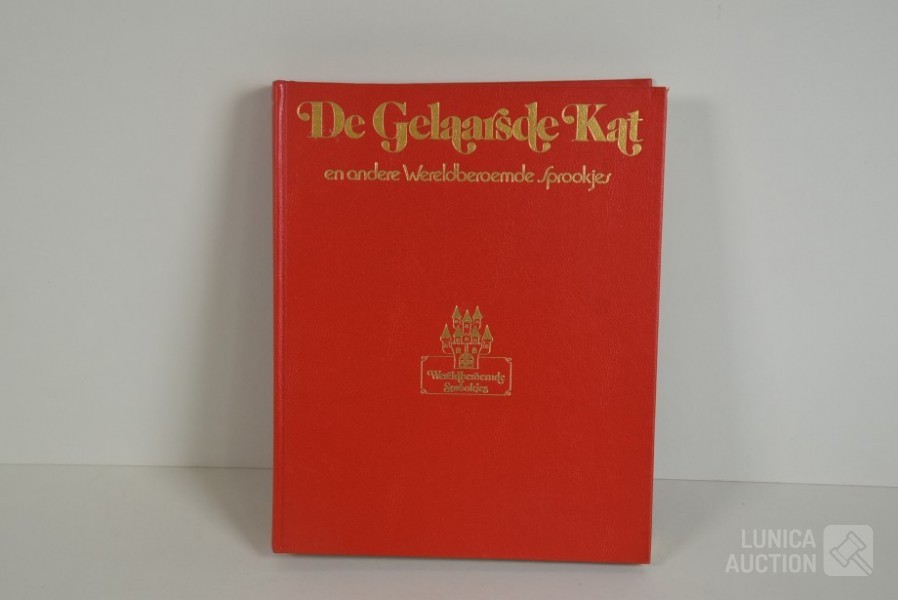 De Gelaarsde Kat
en andere Wereldberoemde Sprookjes
Wereldberoemde
Sprookjes
LUNICA
AUCTION